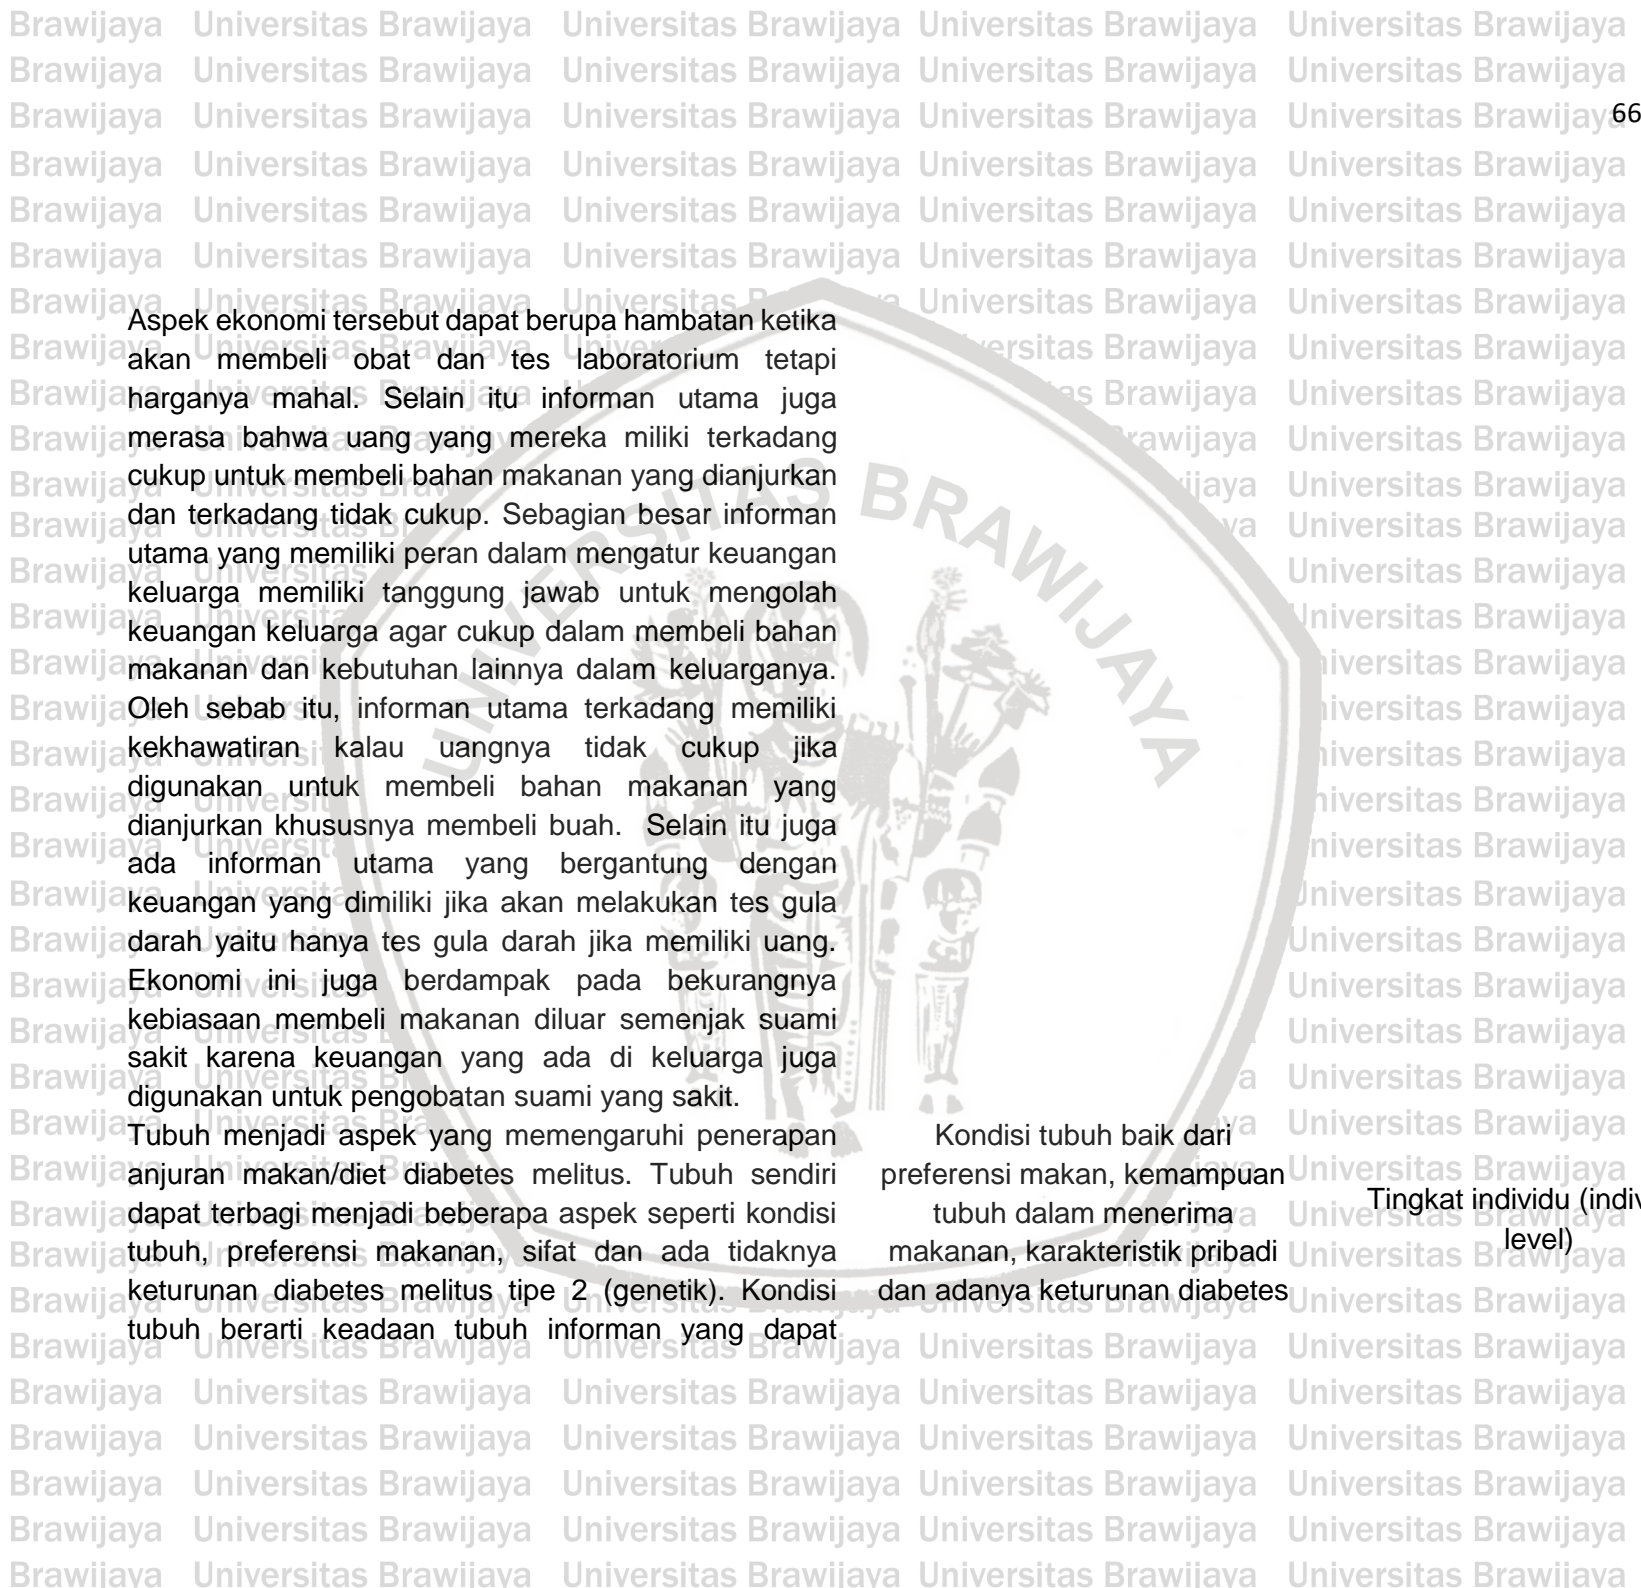 66
Aspek ekonomi tersebut dapat berupa hambatan ketika
akan membeli obat dan tes laboratorium tetapi
harganya mahal. Selain itu informan utama juga
merasa bahwa uang yang mereka miliki terkadang
cukup untuk membeli bahan makanan yang dianjurkan
dan terkadang tidak cukup. Sebagian besar informan
utama yang memiliki peran dalam mengatur keuangan
keluarga memiliki tanggung jawab untuk mengolah
keuangan keluarga agar cukup dalam membeli bahan
makanan dan kebutuhan lainnya dalam keluarganya.
Oleh sebab itu, informan utama terkadang memiliki
kekhawatiran kalau uangnya tidak cukup jika
digunakan untuk membeli bahan makanan yang
dianjurkan khususnya membeli buah. Selain itu juga
ada informan utama yang bergantung dengan
keuangan yang dimiliki jika akan melakukan tes gula
darah yaitu hanya tes gula darah jika memiliki uang.
Ekonomi ini juga berdampak pada bekurangnya
kebiasaan membeli makanan diluar semenjak suami
sakit karena keuangan yang ada di keluarga juga
digunakan untuk pengobatan suami yang sakit.
Tubuh menjadi aspek yang memengaruhi penerapan
anjuran makan/diet diabetes melitus. Tubuh sendiri
dapat terbagi menjadi beberapa aspek seperti kondisi
tubuh, preferensi makanan, sifat dan ada tidaknya
keturunan diabetes melitus tipe 2 (genetik). Kondisi
tubuh berarti keadaan tubuh informan yang dapat
Kondisi tubuh baik dari
preferensi makan, kemampuan
tubuh dalam menerima
makanan, karakteristik pribadi
dan adanya keturunan diabetes
Tingkat individu (indiv
level)
UNIVERSITAS BRAWIJAYA